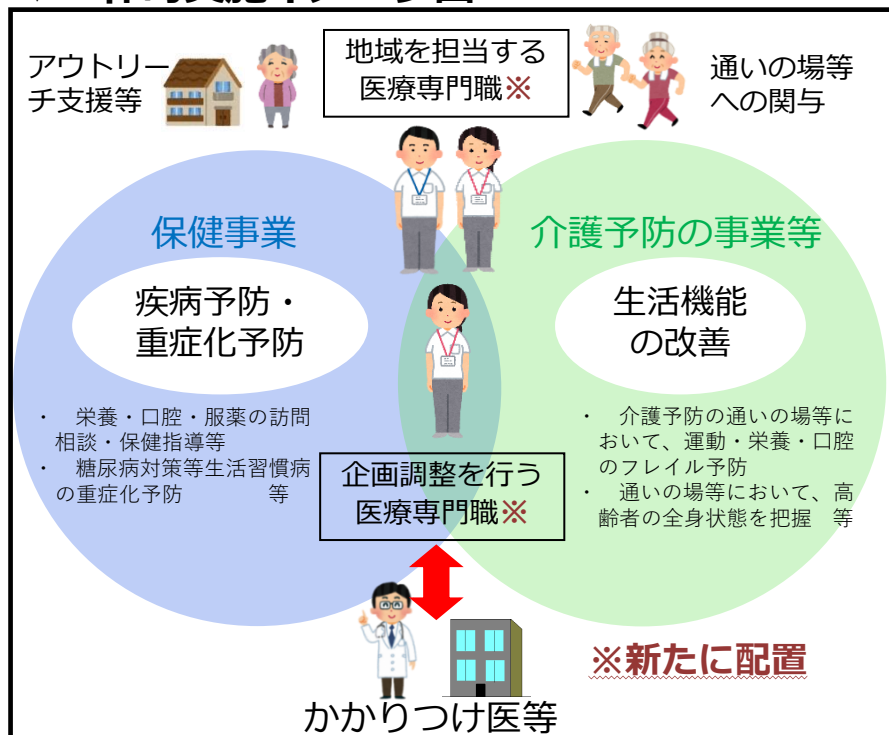 アウトリー
チ支援等
地域を担当する
医療専門職※
通いの場等
への関与
保健事業
疾病予防・
重症化予防
・　栄養・口腔・服薬の訪問
相談・保健指導等
・　糖尿病対策等生活習慣病
の重症化予防　　　　等
介護予防の事業等
生活機能
の改善
・　介護予防の通いの場等に
おいて、運動・栄養・口腔
のフレイル予防
・　通いの場等において、高
齢者の全身状態を把握　等
企画調整を行う
医療専門職※
かかりつけ医等
※新たに配置